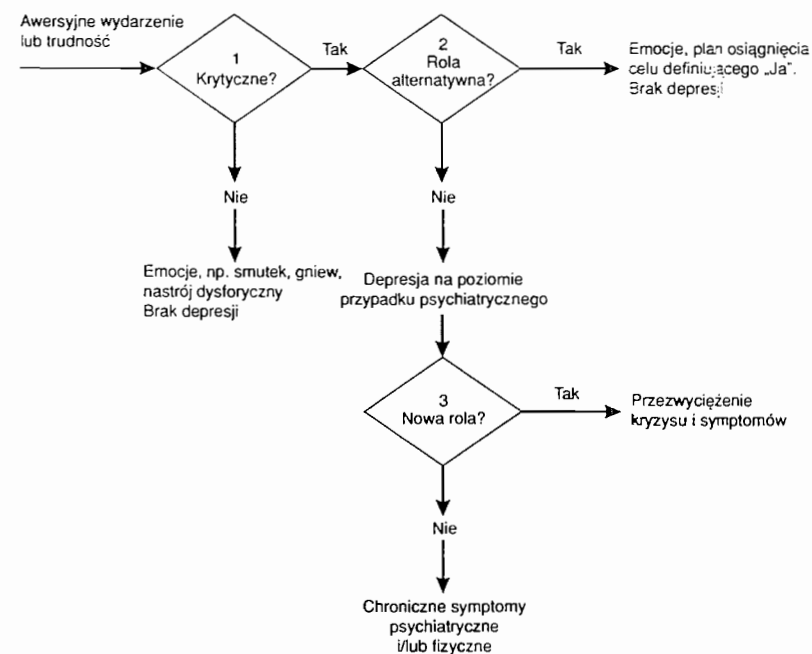 Awersyjne wydarzenie
lub trudność
1
Krytyczne?
Tak
2
Rola
alternatywna?
Tak
Emocje, plan osiągnięcia
celu definiującego „Ja”.
Brak depresji
Nie
Emocje, np. smutek, gniew,
nastrój dysforyczny
Brak depresji
Nie
Depresja na poziomie
przypadku psychiatrycznego
3
Nowa rola?
Tak
Przezwyciężenie
kryzysu i symptomów
Nie
Chroniczne symptomy
psychiatryczne
i/lub fizyczne